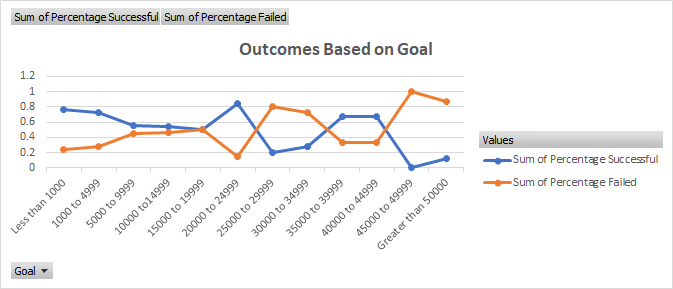 Sum of Percentage Successful Sum of Percentage Failed
Outcomes Based on Goal
1.2
1
0.8
0.6
0.4
0.2
0
Less than 1000
1000 to 4999
5000 to 9999
10000 to14999
15000 to 19999
20000 to 24999
25000 to 29999
30000 to 34999
35000 to 39999
40000 to 44999
45000 to 49999
Greater than 50000
Values
Sum of Percentage Successful
Sum of Percentage Failed
Goal